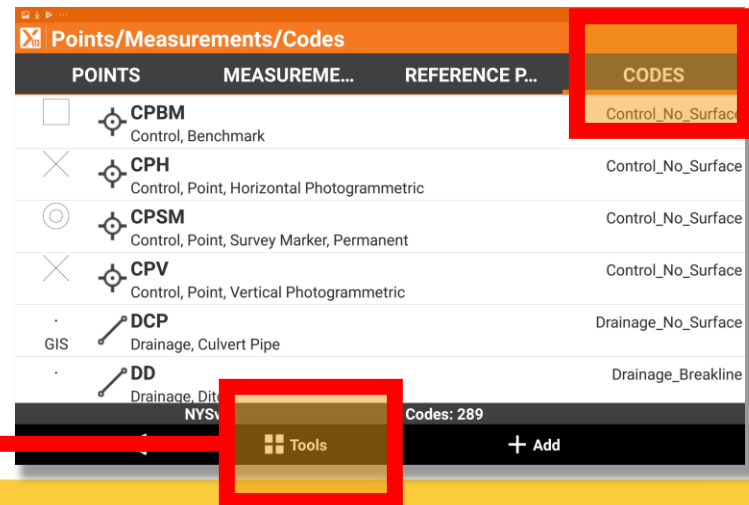 Points/Measurements/Codes
POINTS MEASUREME... REFERENCE P... CODES
CPBM Control_No_Surface
Control, Benchmark
CPH Control_No_Surface
Control, Point, Horizontal Photogrammetric
CPSM Control_No_Surface
Control, Point, Survey Marker, Permanent
CPV Control_No_Surface
Control, Point, Vertical Photogrammetric
DCP Drainage_No_Surface
GIS Drainage, Culvert Pipe
DD Drainage_Breakline
Drainage,
Codes: 289
Tools + Add